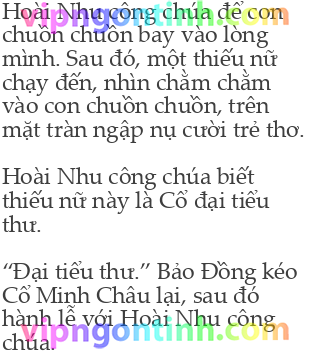 Hoài Nhu công chúa để con
chuồn chuồn bay vào lòng
mình. Sau đó, một thiếu nữ
chạy đến, nhìn chằm chằm
vào con chuồn chuồn, trên
mặt tràn ngập nụ cười trẻ thơ.
Hoài Nhu công chúa biết
thiếu nữ này là Cổ đại tiểu
thư.
“Đại tiểu thư.” Bảo Đồng kéo
Cổ Minh Châu lại, sau đó
hành lễ với Hoài Nhu công
chúa.
vipngontinh.com
vipngontinh.com